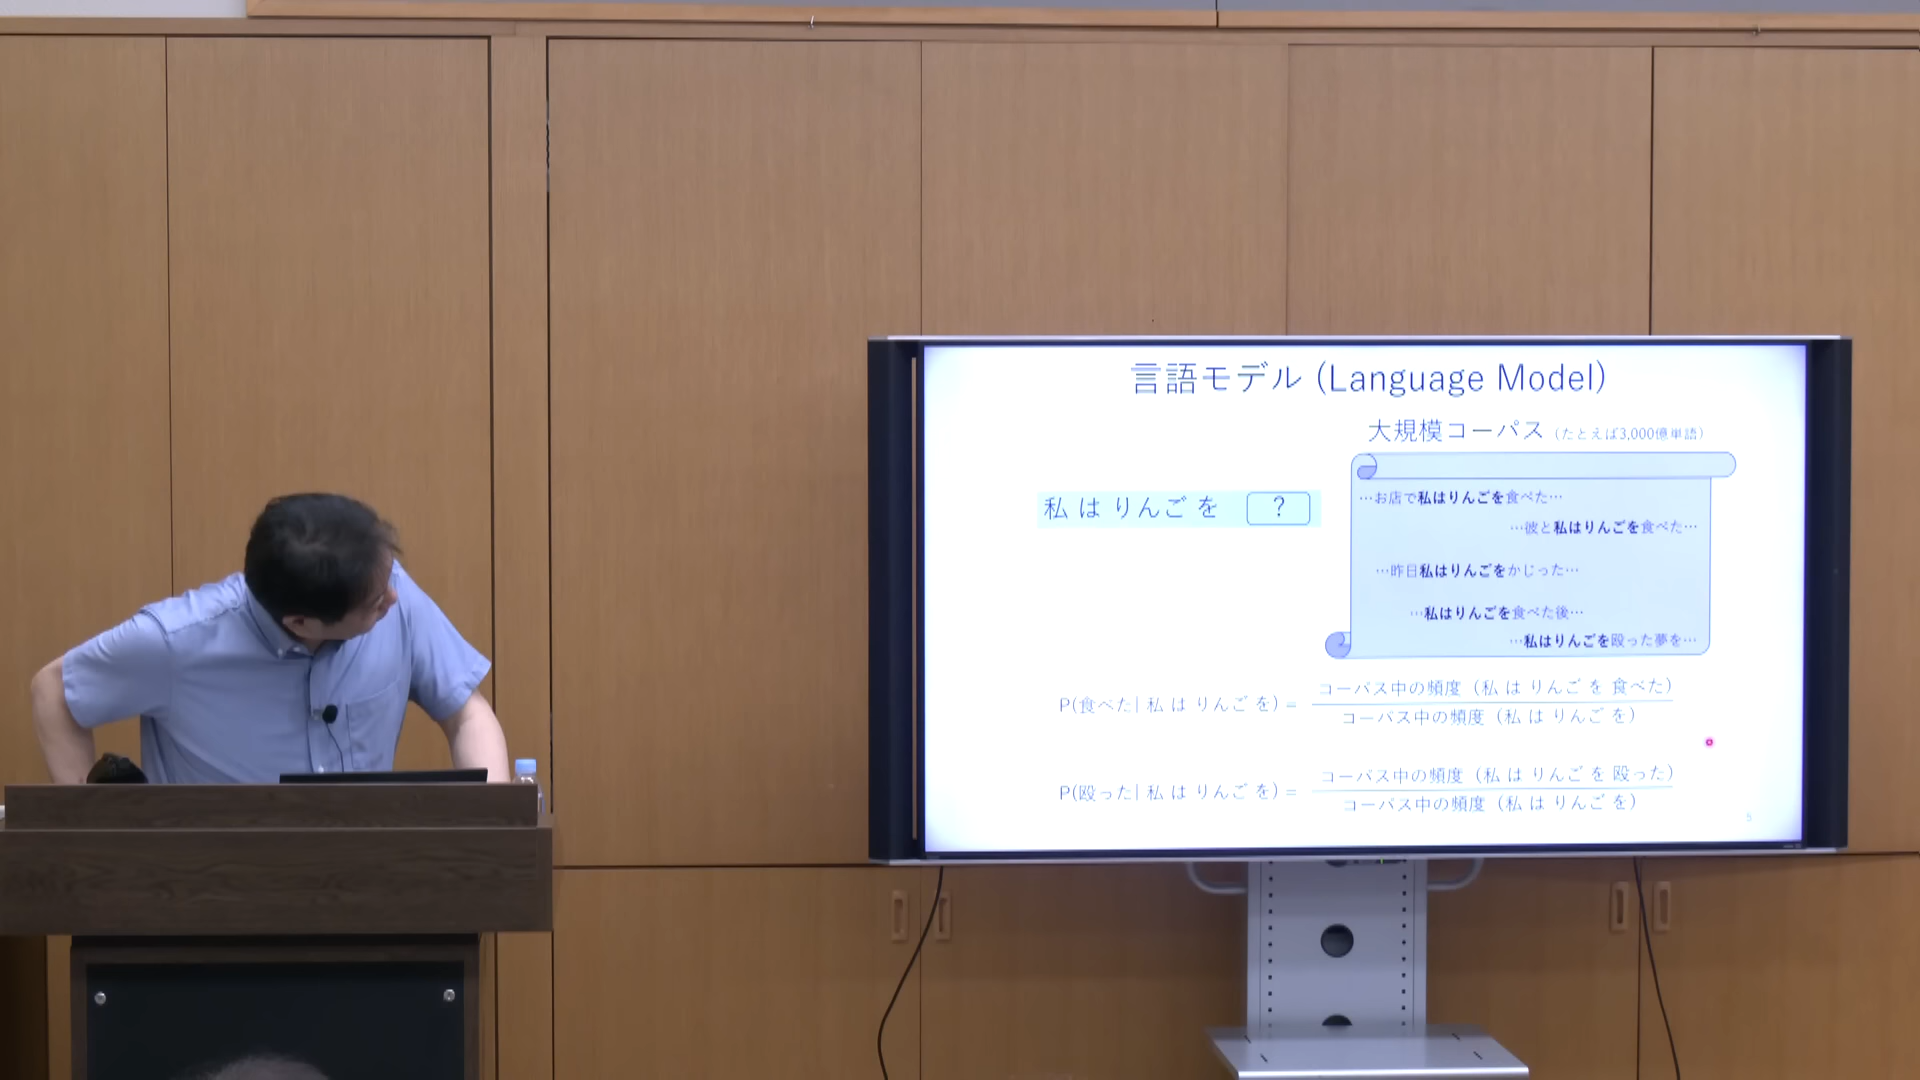 言語モデル (Language Model)
大規模コーパス (たとえば3,000億単語)
私 は りんご を ?
…お店で私はりんごを食べた…
…彼と私はりんごを食べた…
…昨日私はりんごをかじった…
…私はりんごを食べた後…
…私はりんごを殴った夢を…
P(食べた| 私 は りんご を) = コーパス中の頻度 (私 は りんご を 食べた)
コーパス中の頻度 (私 は りんご を)
P(殴った| 私 は りんご を) = コーパス中の頻度 (私 は りんご を 殴った)
コーパス中の頻度 (私 は りんご を)
5